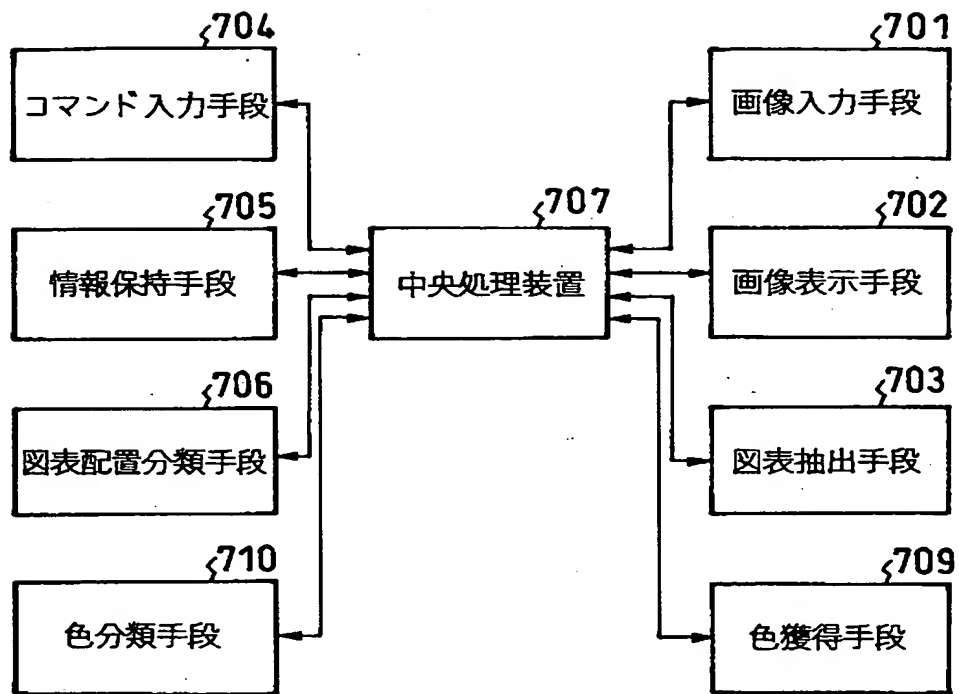 704
コマンド入力手段
701
画像入力手段
705
情報保持手段
707
中央処理装置
702
画像表示手段
706
図表配置分類手段
703
図表抽出手段
710
色分類手段
709
色獲得手段